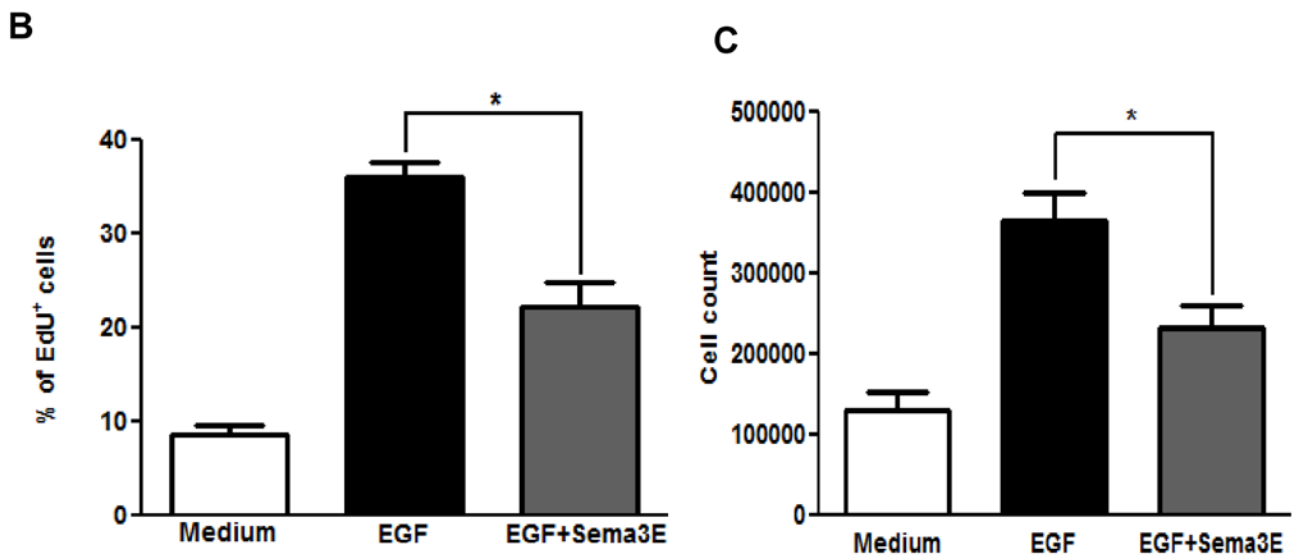 B
*
40
30
20
10
0
% of EdU⁺ cells
Medium EGF EGF+Sema3E
C
*
500000
400000
300000
200000
100000
0
Cell count
Medium EGF EGF+Sema3E